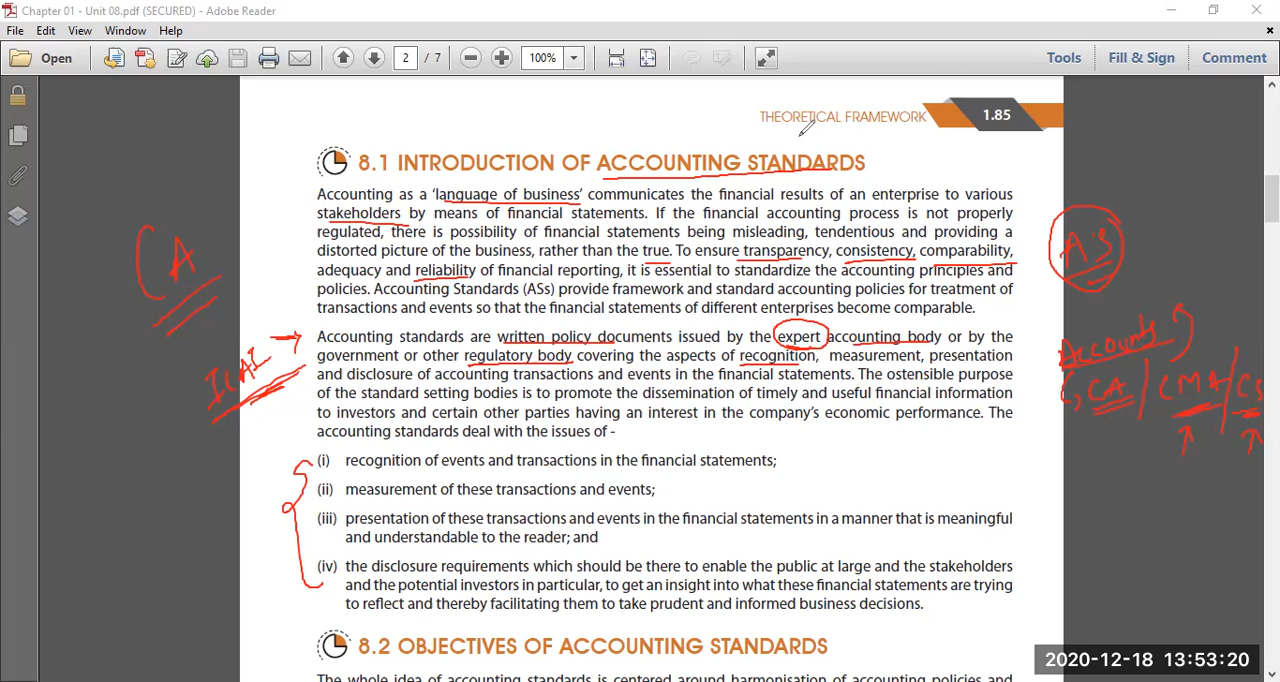 Chapter 01 - Unit 08.pdf (SECURED) - Adobe Reader
File Edit View Window Help
Open 2 / 7 100% Tools Fill & Sign Comment
THEORETICAL FRAMEWORK 1.85
8.1 INTRODUCTION OF ACCOUNTING STANDARDS
Accounting as a ‘language of business’ communicates the financial results of an enterprise to various
stakeholders by means of financial statements. If the financial accounting process is not properly
regulated, there is possibility of financial statements being misleading, tendentious and providing a
distorted picture of the business, rather than the true. To ensure transparency, consistency, comparability,
adequacy and reliability of financial reporting, it is essential to standardize the accounting principles and
policies. Accounting Standards (ASs) provide framework and standard accounting policies for treatment of
transactions and events so that the financial statements of different enterprises become comparable.
CA
AS
Accounting standards are written policy documents issued by the expert accounting body or by the
government or other regulatory body covering the aspects of recognition, measurement, presentation
and disclosure of accounting transactions and events in the financial statements. The ostensible purpose
of the standard setting bodies is to promote the dissemination of timely and useful financial information
to investors and certain other parties having an interest in the company’s economic performance. The
accounting standards deal with the issues of -
ICAI
Accounts
CA / CMA / CS
(i) recognition of events and transactions in the financial statements;
(ii) measurement of these transactions and events;
(iii) presentation of these transactions and events in the financial statements in a manner that is meaningful
and understandable to the reader; and
(iv) the disclosure requirements which should be there to enable the public at large and the stakeholders
and the potential investors in particular, to get an insight into what these financial statements are trying
to reflect and thereby facilitating them to take prudent and informed business decisions.
8.2 OBJECTIVES OF ACCOUNTING STANDARDS
The whole idea of accounting standards is centered around harmonisation of accounting policies and
2020-12-18 13:53:20